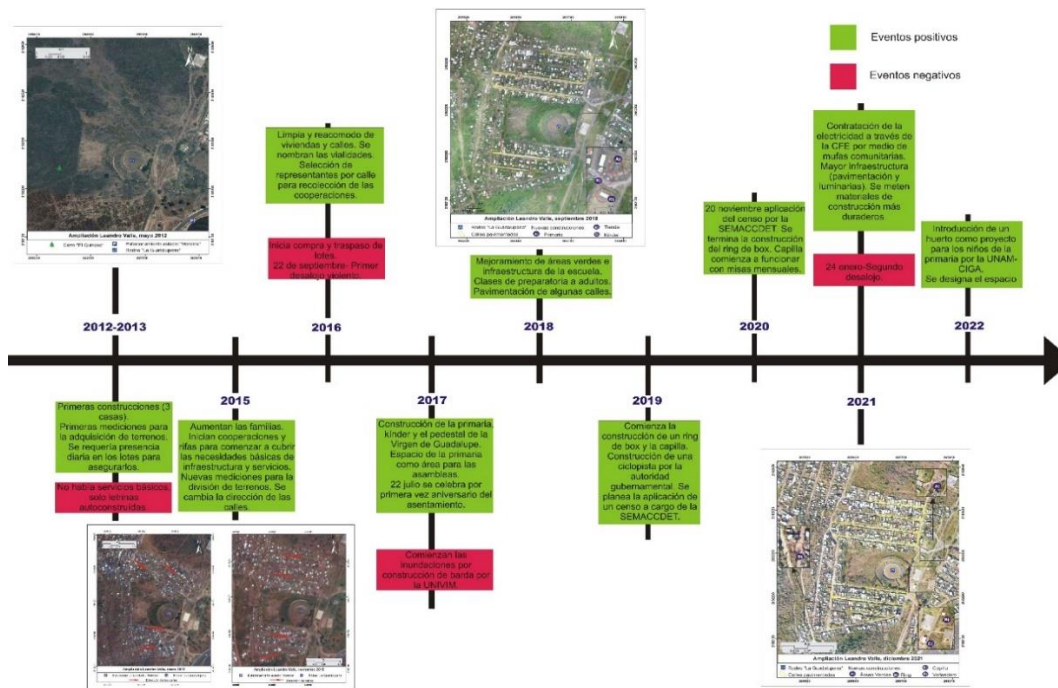 Eventos positivos
Eventos negativos
Ampliación Leandro Valle, mayo 2012
Limpia y reacomodo de
viviendas y calles. Se
nombran las vialidades.
Selección de
representantes por calle
para recolección de las
cooperaciones.
Inicia compra y traspaso de
lotes.
22 de septiembre- Primer
desalojo violento.
Ampliación Leandro Valle, septiembre 2018
Mejoramiento de áreas verdes e
infraestructura de la escuela.
Clases de preparatoria a adultos.
Pavimentación de algunas calles.
20 noviembre aplicación
del censo por la
SEMACCDET. Se
termina la construcción
del ring de box. Capilla
comienza a funcionar
con misas mensuales.
Contratación de la
electricidad a través de
la CFE por medio de
mufas comunitarias.
Mayor infraestructura
(pavimentación y
luminarias). Se meten
materiales de
construcción más
duraderos.
24 enero-Segundo
desalojo.
Introducción de un
huerto como proyecto
para los niños de la
primaria por la UNAM-
CIGA.
Se designa el espacio
2012-2013
2016
2018
2020
2022
2015
2017
2019
2021
Primeras construcciones (3
casas).
Primeras mediciones para
la adquisición de terrenos.
Se requería presencia
diaria en los lotes para
asegurarlos.
No había servicios básicos,
solo letrinas
autoconstruidas.
Aumentan las familias.
Inician cooperaciones y
rifas para comenzar a cubrir
las necesidades básicas de
infraestructura y servicios.
Nuevas mediciones para la
división de terrenos. Se
cambia la dirección de las
calles.
Construcción de la primaria,
kínder y el pedestal de la
Virgen de Guadalupe.
Espacio de la primaria
como área para las
asambleas.
22 julio se celebra por
primera vez aniversario del
asentamiento.
Comienzan las
inundaciones por
construcción de barda por
la UNIVIM.
Comienza la
construcción de un ring
de box y la capilla.
Construcción de una
ciclopista por la
autoridad
gubernamental. Se
planea la aplicación de
un censo a cargo de la
SEMACCDET.
Ampliación Leandro Valle, diciembre 2021